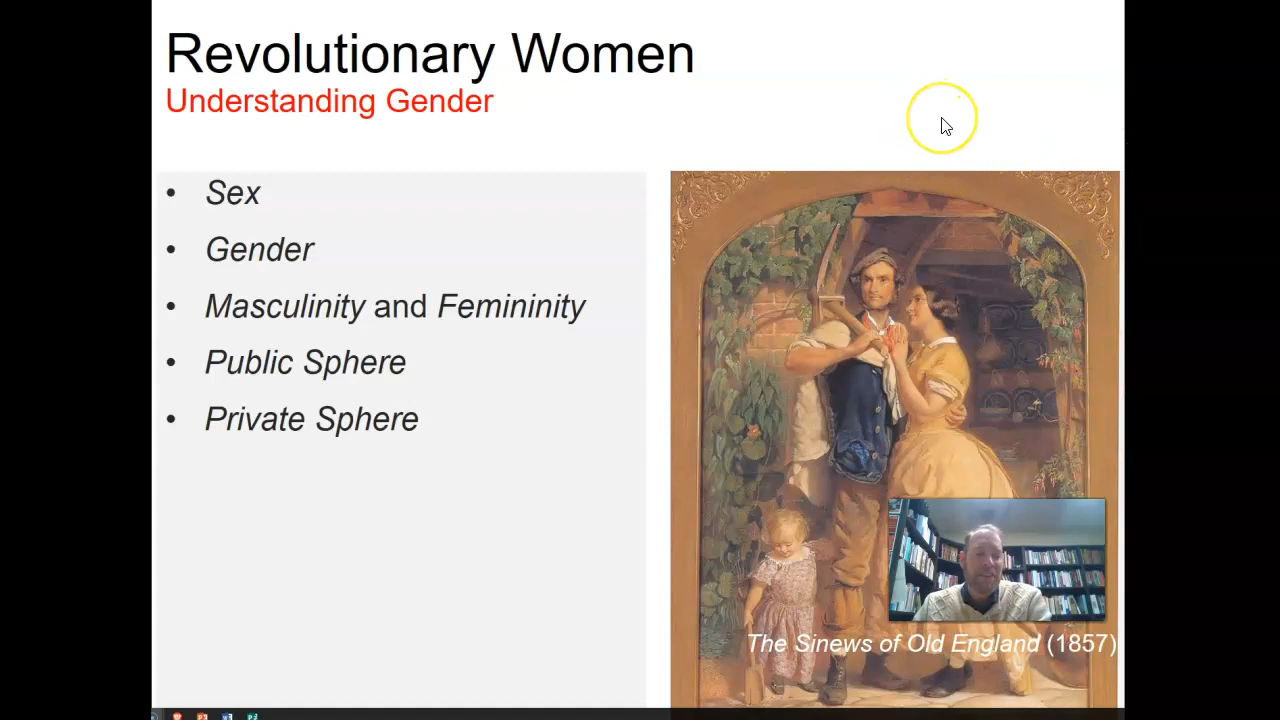 Revolutionary Women
Understanding Gender
• Sex
• Gender
• Masculinity and Femininity
• Public Sphere
• Private Sphere
The Sinews of Old England (1857)